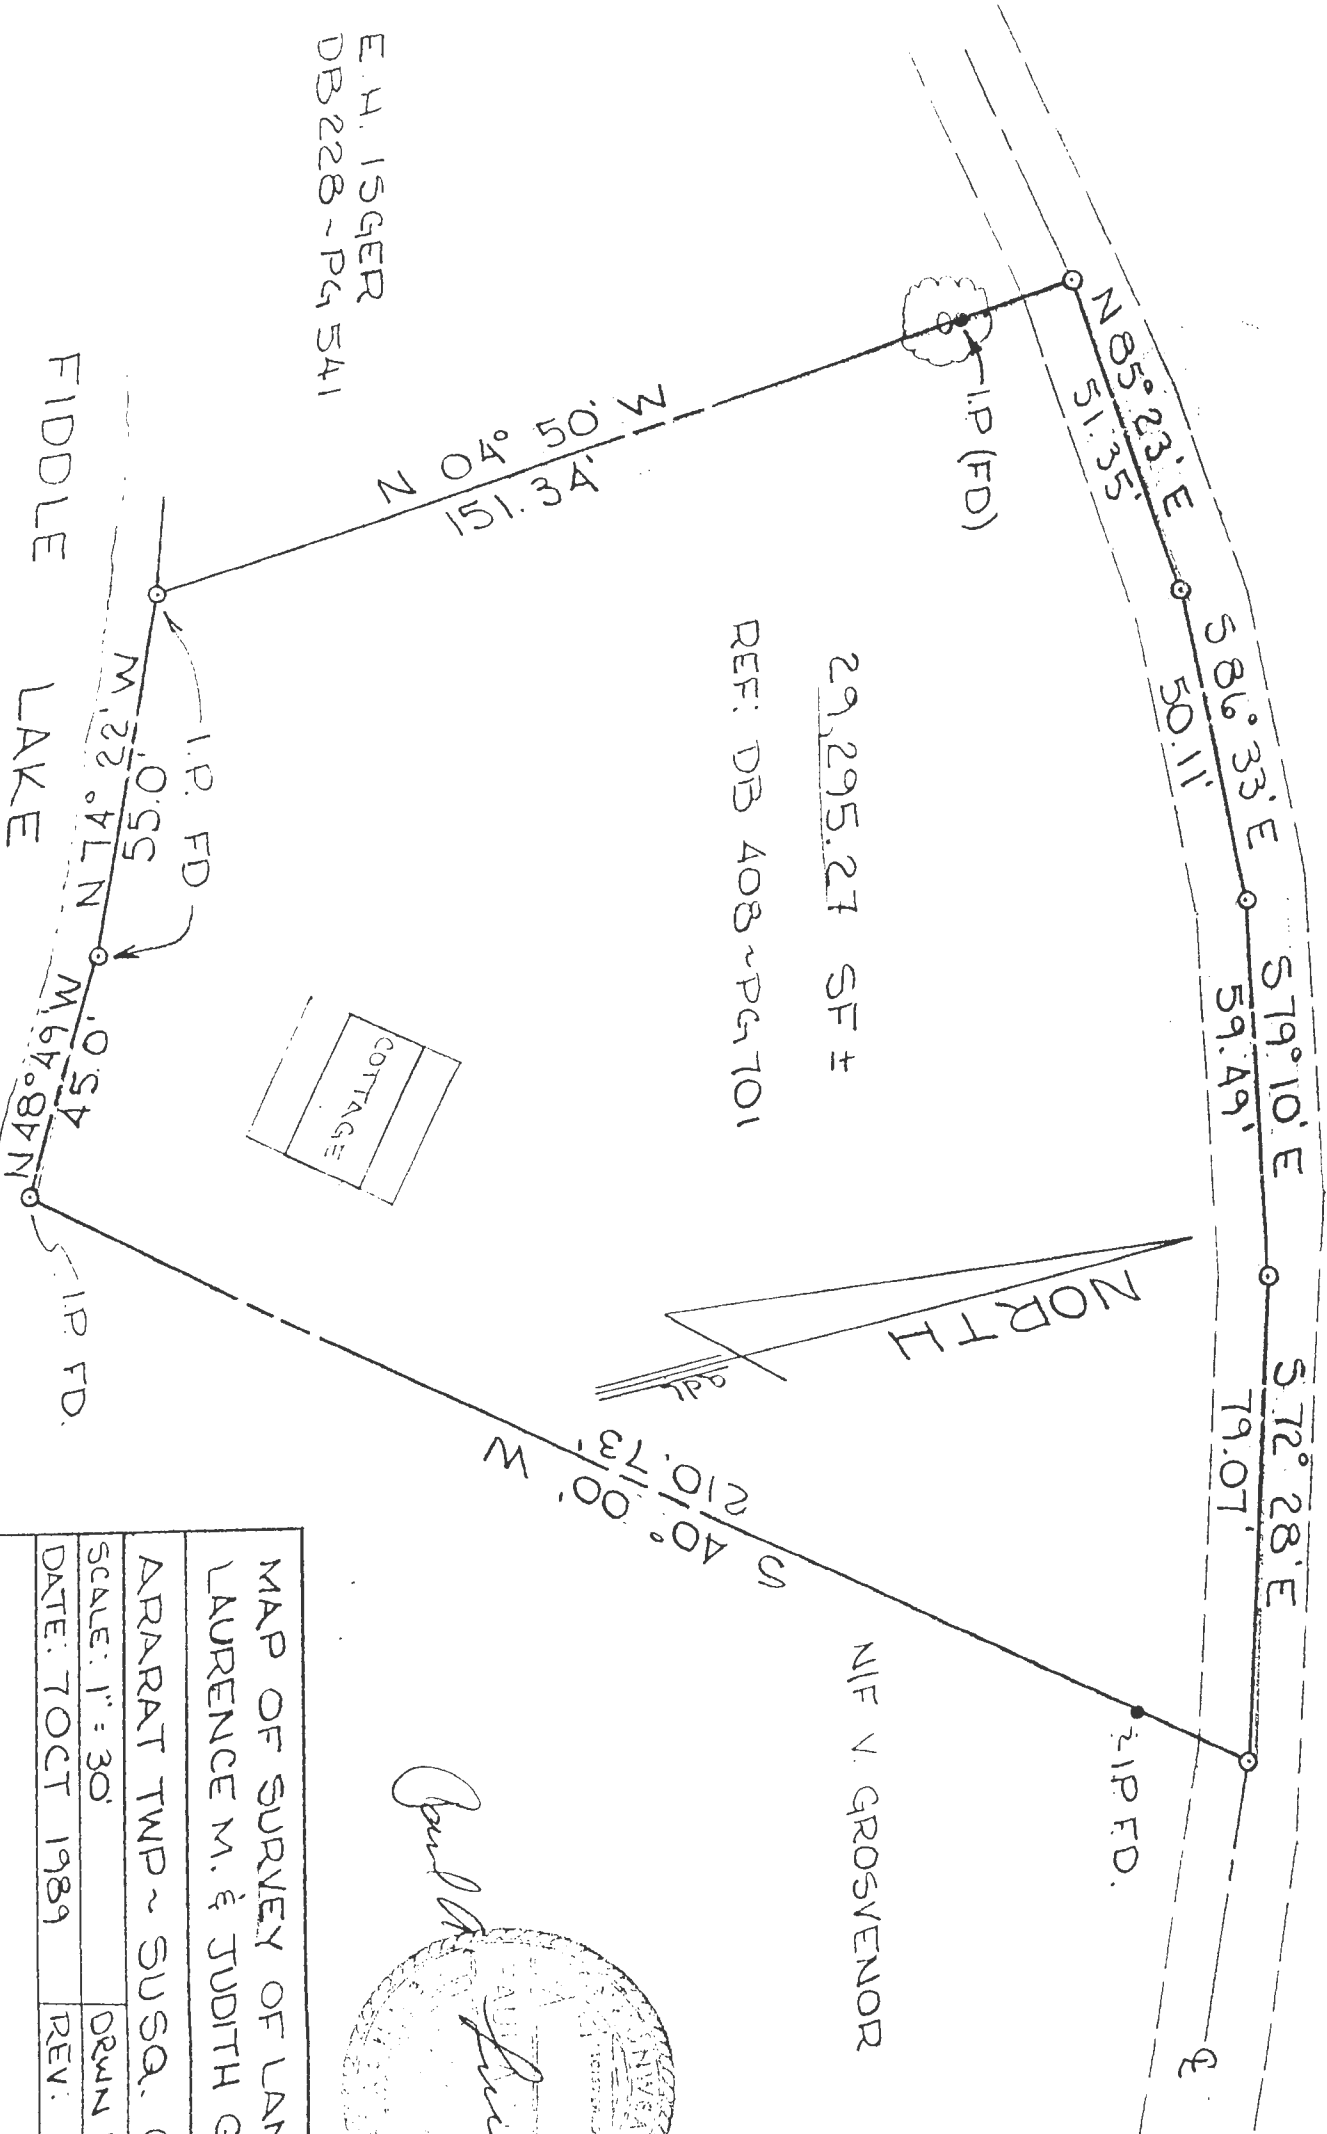 N 85° 23' E
51.35'
S 86° 33' E
50.11'
S 79° 10' E
59.49'
S 72° 28' E
79.07'
℄
I.P. (FD)
I.P. FD.
29,295.27 SF ±
REF: DB 408 ~ PG 701
NORTH
N 04° 50' W
151.34'
S 40° 00' W
210.73'
N/F V. GROSVENOR
E. H. ISGER
DB 228 ~ PG 541
COTTAGE
I.P. FD
55.0'
N 47° 22' W
45.0'
N 48° 49' W
I.P. FD.
FIDDLE LAKE
MAP OF SURVEY OF LAN
LAURENCE M. & JUDITH G
ARARAT TWP ~ SUSQ.
SCALE: 1" = 30'
DRWN
DATE: 7 OCT 1989
REV: